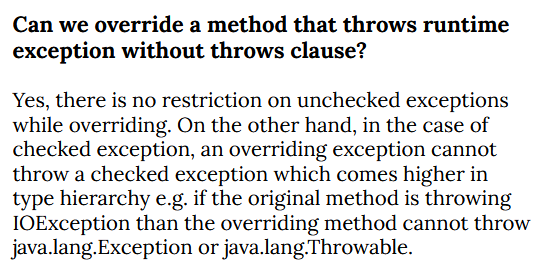 Can we override a method that throws runtime
exception without throws clause?
Yes, there is no restriction on unchecked exceptions
while overriding. On the other hand, in the case of
checked exception, an overriding exception cannot
throw a checked exception which comes higher in
type hierarchy e.g. if the original method is throwing
IOException than the overriding method cannot throw
java.lang.Exception or java.lang.Throwable.